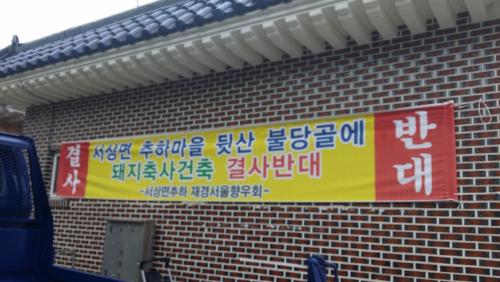 결사
서상면 추하마을 뒷산 불당골에
돼지축사건축 결사반대
-서상면추하 재경서울향우회-
반대